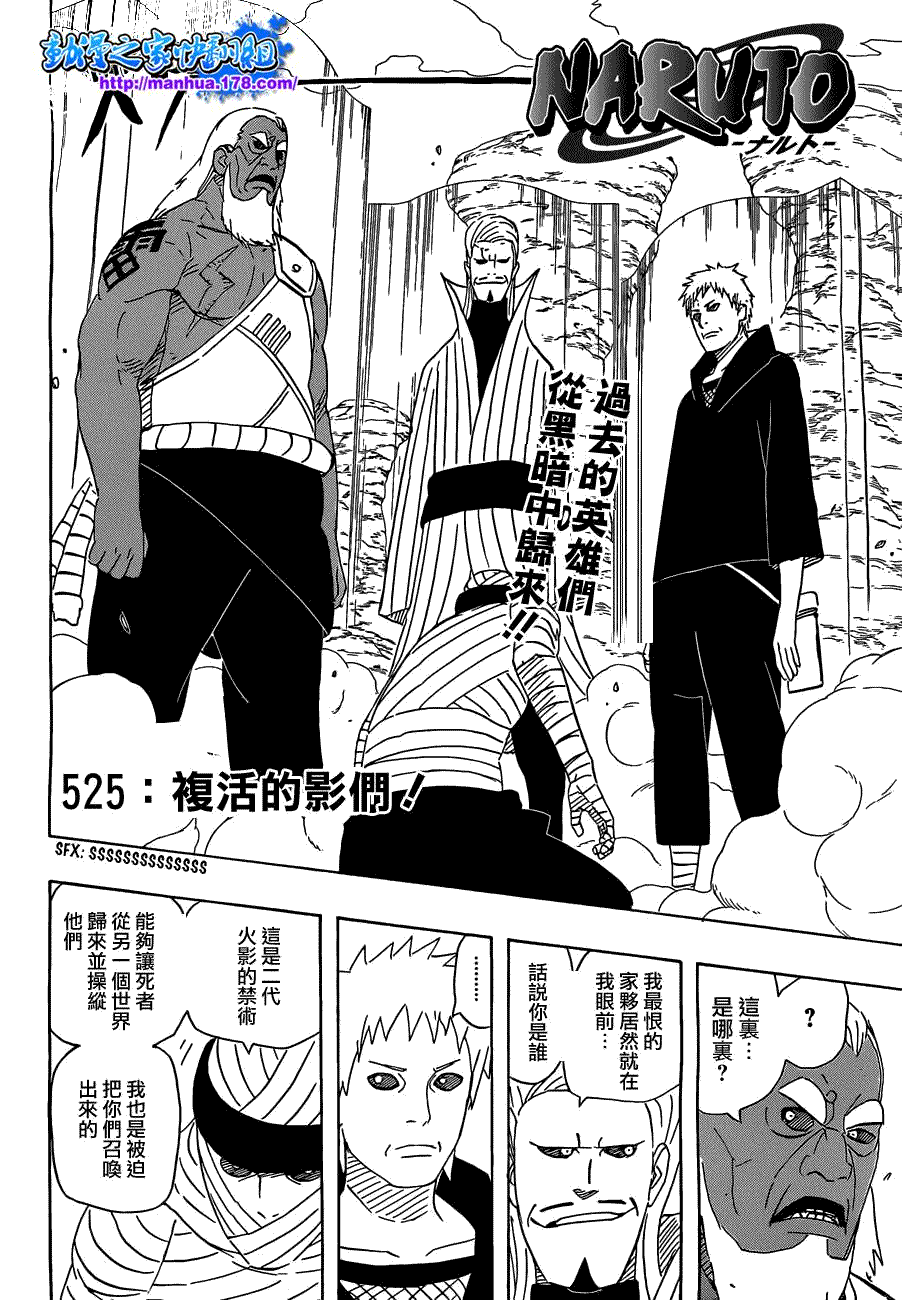 動漫之家快翻組
http://manhua.178.com/
NARUTO
-ナルト-
雷
過去的英雄們
從黑暗中歸來!!
525：複活的影們！
SFX: SSSSSSSSSSSSSS
?
這裏…
是哪裏?
我最恨的
家夥居然就在
我眼前…
話説你是誰
………
這是二代
火影的禁術
能夠讓死者
從另一個世界
歸來並操縱
他們
我也是被迫
把你們召喚
出來的